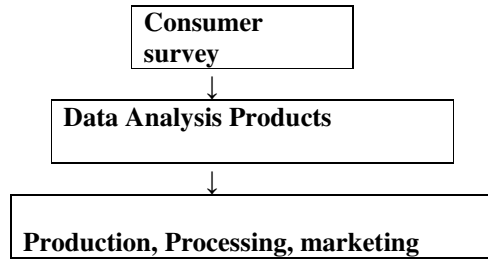 Consumer
survey
↓
Data Analysis Products
↓
Production, Processing, marketing